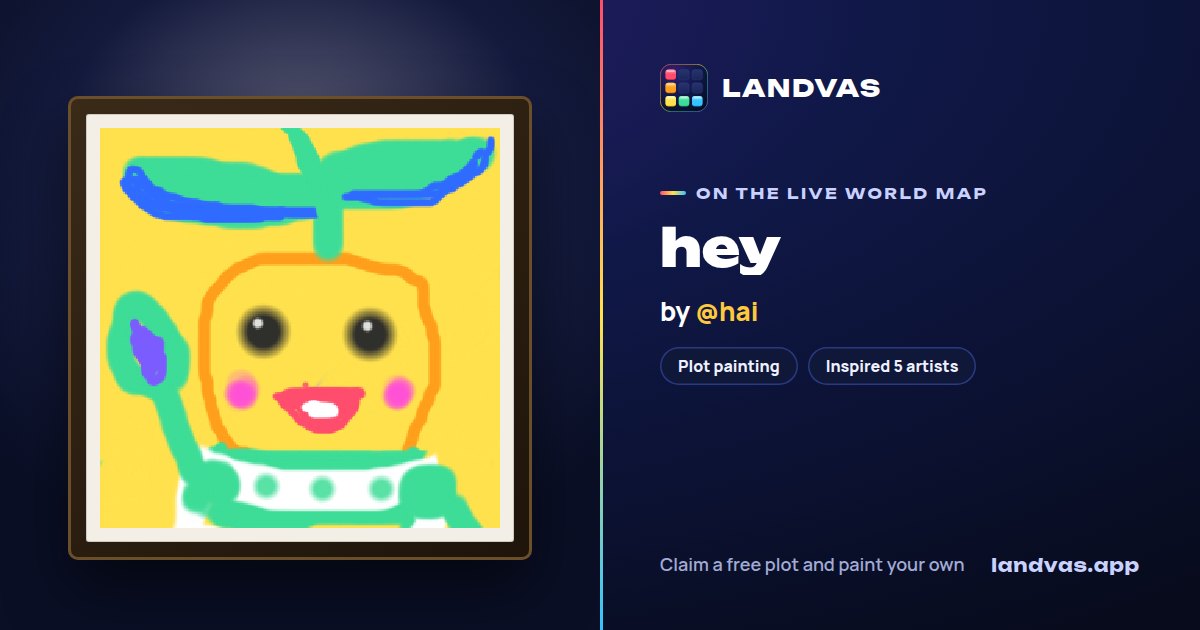 LANDVAS
ON THE LIVE WORLD MAP
hey
by @hai
Plot painting
Inspired 5 artists
Claim a free plot and paint your own
landvas.app